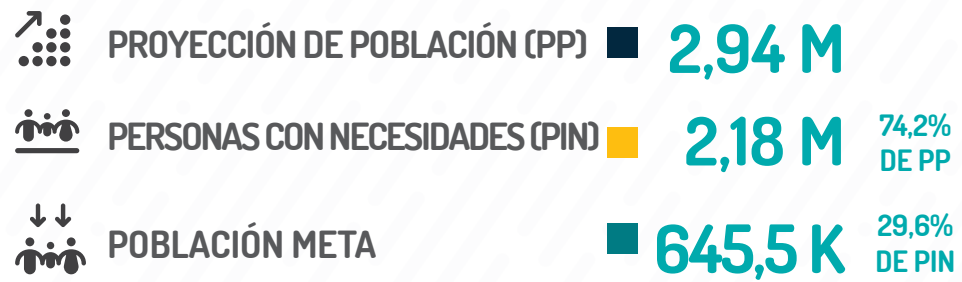 PROYECCIÓN DE POBLACIÓN (PP) 2,94 M
PERSONAS CON NECESIDADES (PIN) 2,18 M 74,2% DE PP
POBLACIÓN META 645,5 K 29,6% DE PIN